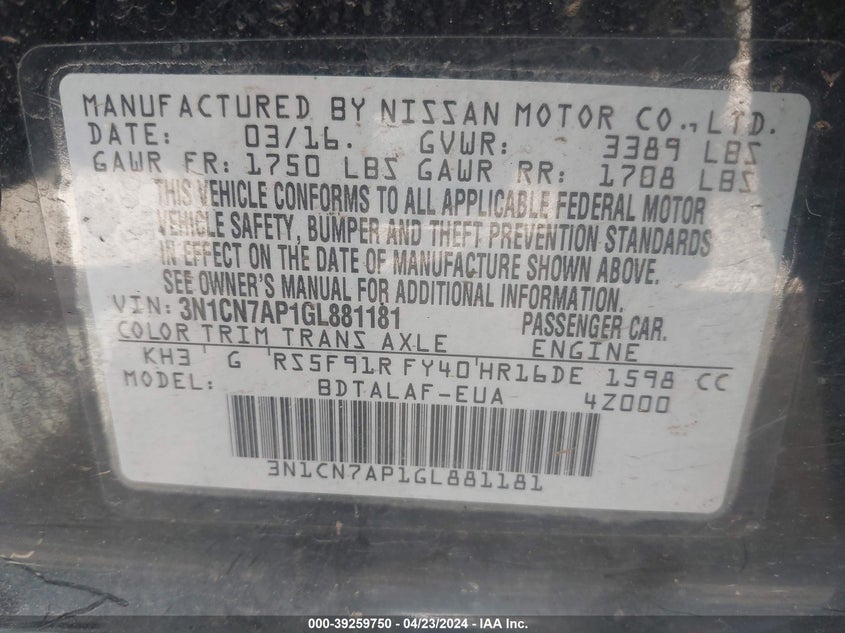 MANUFACTURED BY NISSAN MOTOR CO., LTD.
DATE: 03/16. GVWR: 3389 LBS
GAWR FR: 1750 LBS GAWR RR: 1708 LBS
THIS VEHICLE CONFORMS TO ALL APPLICABLE FEDERAL MOTOR
VEHICLE SAFETY, BUMPER AND THEFT PREVENTION STANDARDS
IN EFFECT ON THE DATE OF MANUFACTURE SHOWN ABOVE.
SEE OWNER'S MANUAL FOR ADDITIONAL INFORMATION.
VIN: 3N1CN7AP1GL881181 PASSENGER CAR.
COLOR TRIM TRANS AXLE ENGINE
KH3 G RS5F91R FY40 HR16DE 1598 CC
MODEL: BDTALAF-EUA 4Z000
3N1CN7AP1GL881181
000-39259750 - 04/23/2024 - IAA Inc.